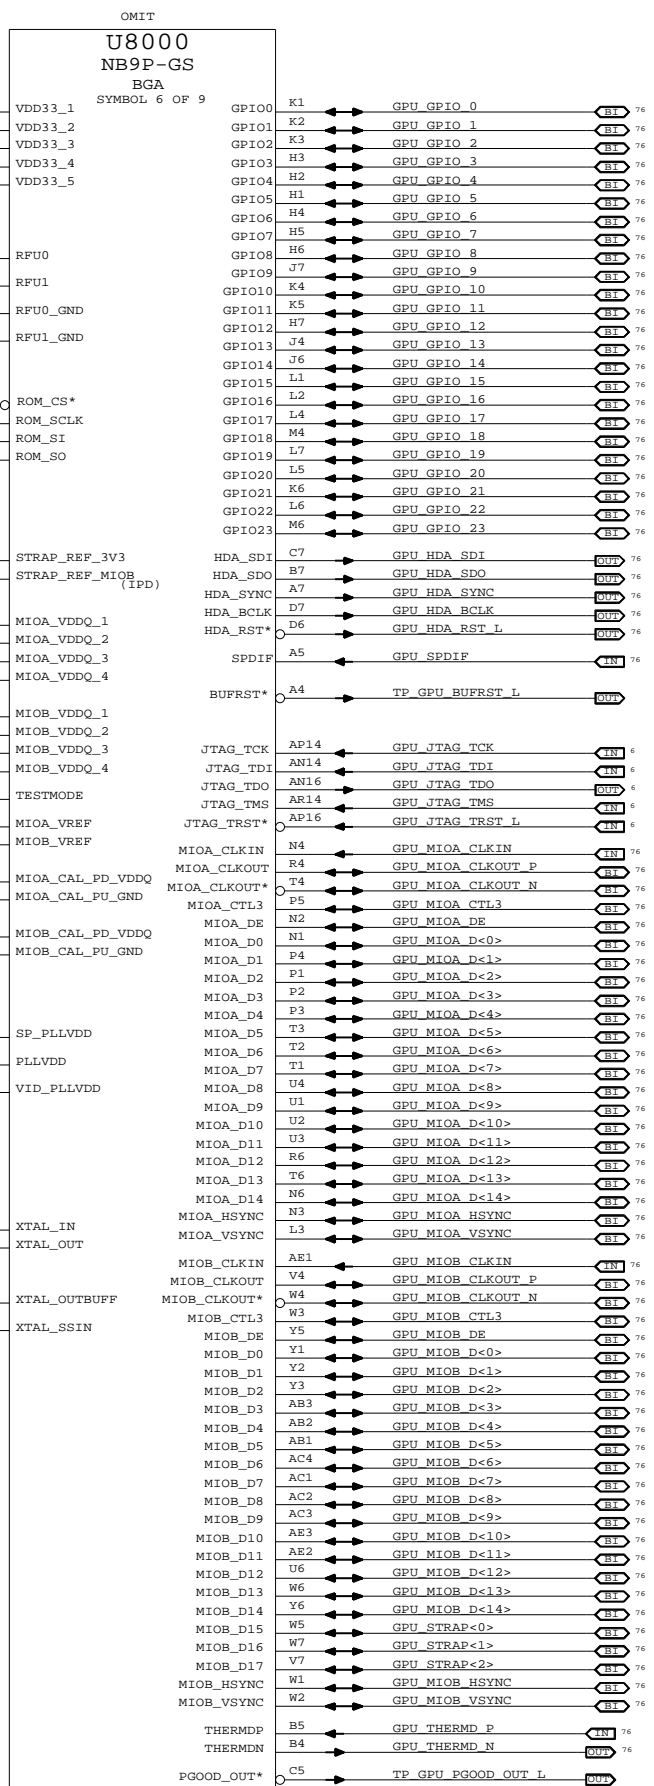 OMIT
U8000
NB9P-GS
BGA
SYMBOL 6 OF 9
VDD33_1 GPIO0 K1 GPU_GPIO_0 BI 76
VDD33_2 GPIO1 K2 GPU_GPIO_1 BI 76
VDD33_3 GPIO2 K3 GPU_GPIO_2 BI 76
VDD33_4 GPIO3 H3 GPU_GPIO_3 BI 76
VDD33_5 GPIO4 H2 GPU_GPIO_4 BI 76
GPIO5 H1 GPU_GPIO_5 BI 76
GPIO6 H4 GPU_GPIO_6 BI 76
GPIO7 H5 GPU_GPIO_7 BI 76
RFU0 GPIO8 H6 GPU_GPIO_8 BI 76
GPIO9 J7 GPU_GPIO_9 BI 76
RFU1 GPIO10 K4 GPU_GPIO_10 BI 76
RFU0_GND GPIO11 K5 GPU_GPIO_11 BI 76
GPIO12 H7 GPU_GPIO_12 BI 76
RFU1_GND GPIO13 J4 GPU_GPIO_13 BI 76
GPIO14 J6 GPU_GPIO_14 BI 76
GPIO15 L1 GPU_GPIO_15 BI 76
ROM_CS* GPIO16 L2 GPU_GPIO_16 BI 76
ROM_SCLK GPIO17 L4 GPU_GPIO_17 BI 76
ROM_SI GPIO18 M4 GPU_GPIO_18 BI 76
ROM_SO GPIO19 L7 GPU_GPIO_19 BI 76
GPIO20 L5 GPU_GPIO_20 BI 76
GPIO21 K6 GPU_GPIO_21 BI 76
GPIO22 L6 GPU_GPIO_22 BI 76
GPIO23 M6 GPU_GPIO_23 BI 76
STRAP_REF_3V3 HDA_SDI C7 GPU_HDA_SDI OUT 76
STRAP_REF_MIOB HDA_SDO B7 GPU_HDA_SDO OUT 76
(IPD)
HDA_SYNC A7 GPU_HDA_SYNC OUT 76
HDA_BCLK D7 GPU_HDA_BCLK OUT 76
MIOA_VDDQ_1 HDA_RST* D6 GPU_HDA_RST_L OUT 76
MIOA_VDDQ_2
MIOA_VDDQ_3 SPDIF A5 GPU_SPDIF IN 76
MIOA_VDDQ_4
BUFRST* A4 TP_GPU_BUFRST_L OUT
MIOB_VDDQ_1
MIOB_VDDQ_2
MIOB_VDDQ_3 JTAG_TCK AP14 GPU_JTAG_TCK IN 6
MIOB_VDDQ_4 JTAG_TDI AN14 GPU_JTAG_TDI IN 6
TESTMODE JTAG_TDO AN16 GPU_JTAG_TDO OUT 6
JTAG_TMS AR14 GPU_JTAG_TMS IN 6
MIOA_VREF JTAG_TRST* AP16 GPU_JTAG_TRST_L IN 6
MIOB_VREF
MIOA_CLKIN N4 GPU_MIOA_CLKIN IN 76
MIOA_CLKOUT R4 GPU_MIOA_CLKOUT_P BI 76
MIOA_CAL_PD_VDDQ MIOA_CLKOUT* T4 GPU_MIOA_CLKOUT_N BI 76
MIOA_CAL_PU_GND MIOA_CTL3 P5 GPU_MIOA_CTL3 BI 76
MIOA_DE N2 GPU_MIOA_DE BI 76
MIOB_CAL_PD_VDDQ MIOA_D0 N1 GPU_MIOA_D<0> BI 76
MIOB_CAL_PU_GND MIOA_D1 P4 GPU_MIOA_D<1> BI 76
MIOA_D2 P1 GPU_MIOA_D<2> BI 76
MIOA_D3 P2 GPU_MIOA_D<3> BI 76
MIOA_D4 P3 GPU_MIOA_D<4> BI 76
SP_PLLVDD MIOA_D5 T3 GPU_MIOA_D<5> BI 76
MIOA_D6 T2 GPU_MIOA_D<6> BI 76
PLLVDD MIOA_D7 T1 GPU_MIOA_D<7> BI 76
VID_PLLVDD MIOA_D8 U4 GPU_MIOA_D<8> BI 76
MIOA_D9 U1 GPU_MIOA_D<9> BI 76
MIOA_D10 U2 GPU_MIOA_D<10> BI 76
MIOA_D11 U3 GPU_MIOA_D<11> BI 76
MIOA_D12 R6 GPU_MIOA_D<12> BI 76
MIOA_D13 T6 GPU_MIOA_D<13> BI 76
MIOA_D14 N6 GPU_MIOA_D<14> BI 76
MIOA_HSYNC N3 GPU_MIOA_HSYNC BI 76
XTAL_IN MIOA_VSYNC L3 GPU_MIOA_VSYNC BI 76
XTAL_OUT
MIOB_CLKIN AE1 GPU_MIOB_CLKIN IN 76
MIOB_CLKOUT V4 GPU_MIOB_CLKOUT_P BI 76
XTAL_OUTBUFF MIOB_CLKOUT* W4 GPU_MIOB_CLKOUT_N BI 76
MIOB_CTL3 W3 GPU_MIOB_CTL3 BI 76
XTAL_SSIN MIOB_DE Y5 GPU_MIOB_DE BI 76
MIOB_D0 Y1 GPU_MIOB_D<0> BI 76
MIOB_D1 Y2 GPU_MIOB_D<1> BI 76
MIOB_D2 Y3 GPU_MIOB_D<2> BI 76
MIOB_D3 AB3 GPU_MIOB_D<3> BI 76
MIOB_D4 AB2 GPU_MIOB_D<4> BI 76
MIOB_D5 AB1 GPU_MIOB_D<5> BI 76
MIOB_D6 AC4 GPU_MIOB_D<6> BI 76
MIOB_D7 AC1 GPU_MIOB_D<7> BI 76
MIOB_D8 AC2 GPU_MIOB_D<8> BI 76
MIOB_D9 AC3 GPU_MIOB_D<9> BI 76
MIOB_D10 AE3 GPU_MIOB_D<10> BI 76
MIOB_D11 AE2 GPU_MIOB_D<11> BI 76
MIOB_D12 U6 GPU_MIOB_D<12> BI 76
MIOB_D13 W6 GPU_MIOB_D<13> BI 76
MIOB_D14 Y6 GPU_MIOB_D<14> BI 76
MIOB_D15 W5 GPU_STRAP<0> BI 76
MIOB_D16 W7 GPU_STRAP<1> BI 76
MIOB_D17 V7 GPU_STRAP<2> BI 76
MIOB_HSYNC W1 GPU_MIOB_HSYNC BI 76
MIOB_VSYNC W2 GPU_MIOB_VSYNC BI 76
THERMDP B5 GPU_THERMD_P IN 76
THERMDN B4 GPU_THERMD_N OUT 76
PGOOD_OUT* C5 TP_GPU_PGOOD_OUT_L OUT